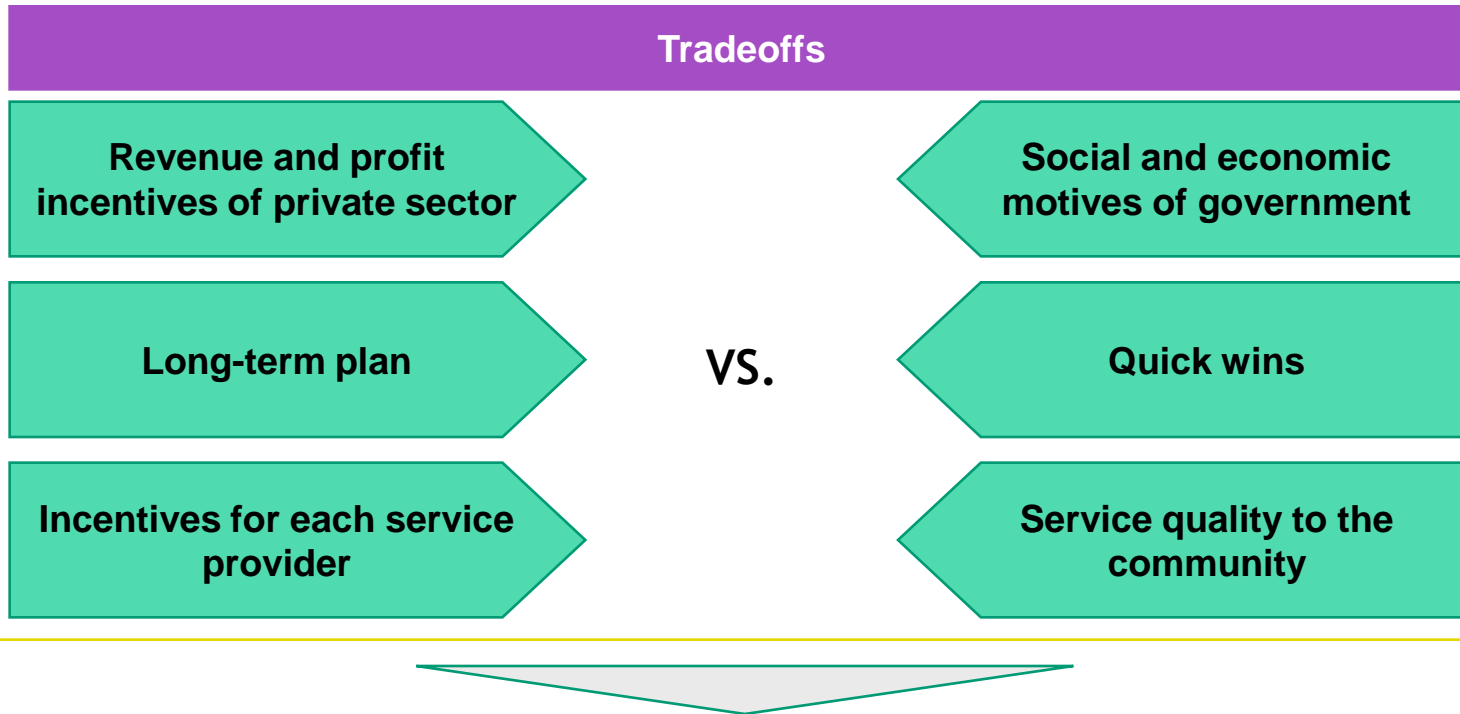 Tradeoffs
Revenue and profit
incentives of private sector
Social and economic
motives of government
Long-term plan
vs.
Quick wins
Incentives for each service
provider
Service quality to the
community